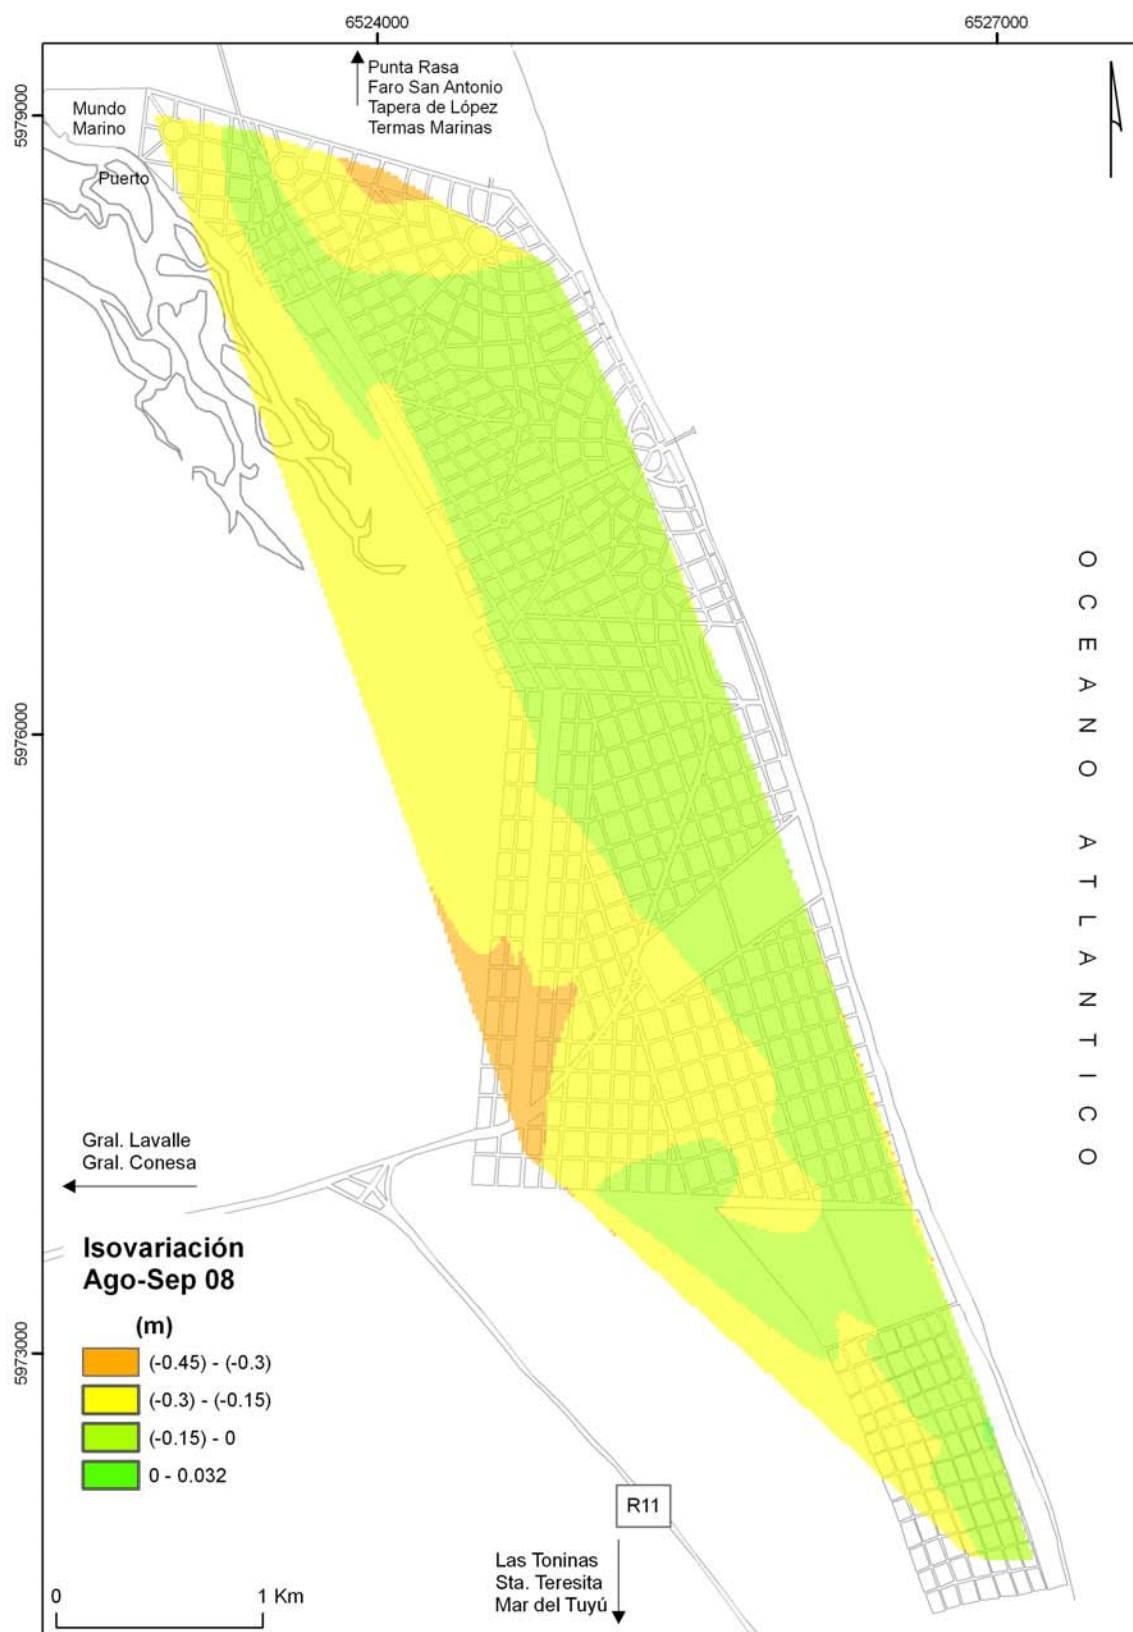 6524000
6527000
5979000
5976000
5973000
Punta Rasa
Faro San Antonio
Tapera de López
Termas Marinas
Mundo
Marino
Puerto
OCEANO ATLANTICO
Gral. Lavalle
Gral. Conesa
Isovariación
Ago-Sep 08
(m)
(-0.45) - (-0.3)
(-0.3) - (-0.15)
(-0.15) - 0
0 - 0.032
R11
Las Toninas
Sta. Teresita
Mar del Tuyú
0 1 Km